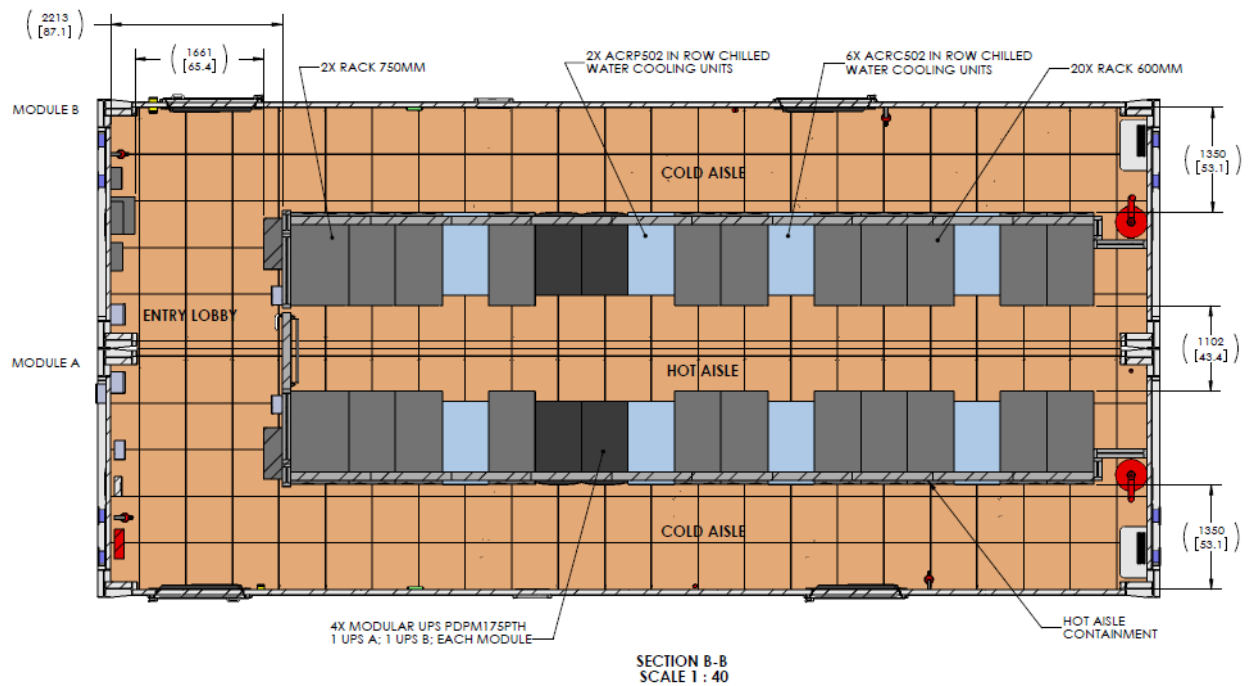 2213
[87.1]
1661
[65.4]
2X RACK 750MM
2X ACRP502 IN ROW CHILLED
WATER COOLING UNITS
6X ACRC502 IN ROW CHILLED
WATER COOLING UNITS
20X RACK 600MM
MODULE B
COLD AISLE
1350
[53.1]
ENTRY LOBBY
MODULE A
HOT AISLE
1102
[43.4]
COLD AISLE
1350
[53.1]
4X MODULAR UPS PDPM175PTH
1 UPS A; 1 UPS B; EACH MODULE
HOT AISLE
CONTAINMENT
SECTION B-B
SCALE 1 : 40